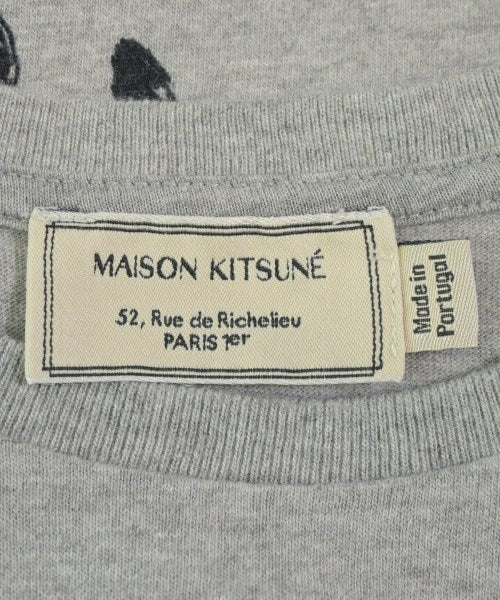 MAISON KITSUNÉ
52, Rue de Richelieu
PARIS 1er
Made in
Portugal